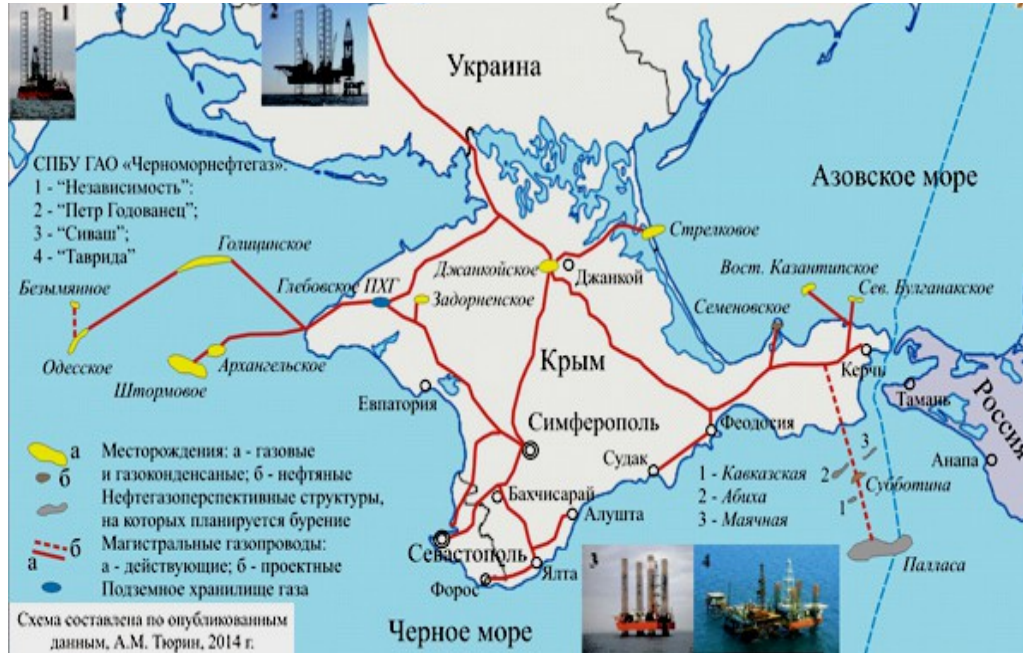 1
2
Украина
СПБУ ГАО «Черноморнефтегаз»:
1 - “Независимость”:
2 - “Петр Годованец”;
3 - “Сиваш”;
4 - “Таврида”
Азовское море
Голицинское
Безымянное
Глебовское ПХГ
Джанкойское
Стрелковое
Джанкой
Вост. Казантипское
Задорненское
Семеновское
Сев. Булганакское
Одесское
Архангельское
Штормовое
Крым
Керчь
Тамань
Россия
Евпатория
Симферополь
Феодосия
Судак
Анапа
а
б
Месторождения: а - газовые
и газоконденсаные; б - нефтяные
Нефтегазоперспективные структуры,
на которых планируется бурение
б
а
Магистральные газопроводы:
а - действующие; б - проектные
Подземное хранилище газа
1 - Кавказская
2 - Абиха
3 - Маячная
3
2
Субботина
1
Палласа
Бахчисарай
Алушта
Севастополь
Ялта
Форос
3
4
Черное море
Схема составлена по опубликованным
данным, А.М. Тюрин, 2014 г.